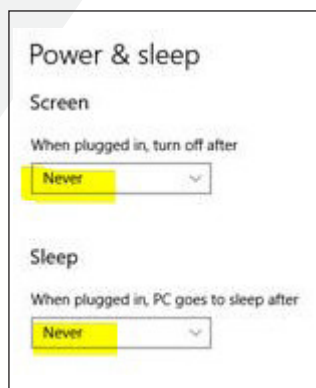 Power & sleep
Screen
When plugged in, turn off after
Never
Sleep
When plugged in, PC goes to sleep after
Never